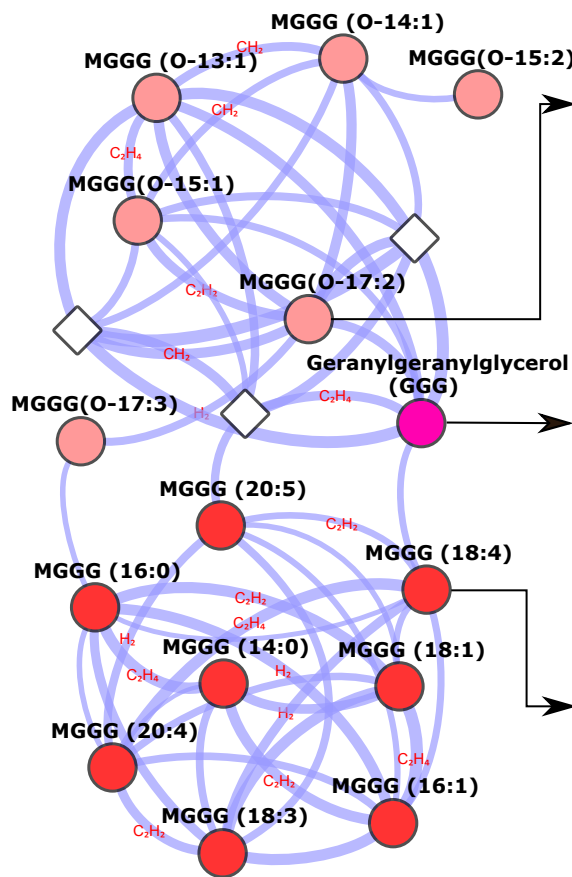 MGGG (O-14:1)
CH₂
MGGG (O-13:1)
MGGG(O-15:2)
CH₂
C₂H₄
MGGG(O-15:1)
MGGG(O-17:2)
C₂H₂
CH₂
Geranylgeranylglycerol
(GGG)
C₂H₄
MGGG(O-17:3)
H₂
MGGG (20:5)
C₂H₂
MGGG (18:4)
MGGG (16:0)
C₂H₂
C₂H₄
H₂
MGGG (14:0)
MGGG (18:1)
H₂
C₂H₄
H₂
MGGG (20:4)
C₂H₄
C₂H₂
MGGG (16:1)
MGGG (18:3)
C₂H₂